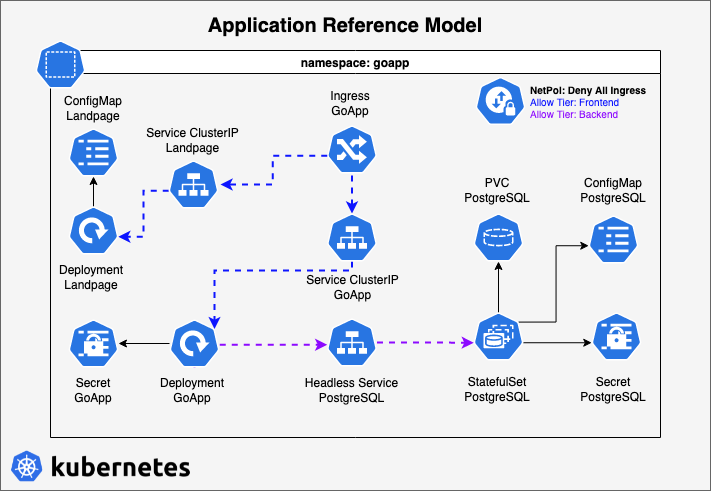 Application Reference Model
namespace: goapp
NetPol: Deny All Ingress
Allow Tier: Frontend
Allow Tier: Backend
ConfigMap
Landpage
Service ClusterIP
Landpage
Ingress
GoApp
PVC
PostgreSQL
ConfigMap
PostgreSQL
Deployment
Landpage
Service ClusterIP
GoApp
Secret
GoApp
Deployment
GoApp
Headless Service
PostgreSQL
StatefulSet
PostgreSQL
Secret
PostgreSQL
kubernetes